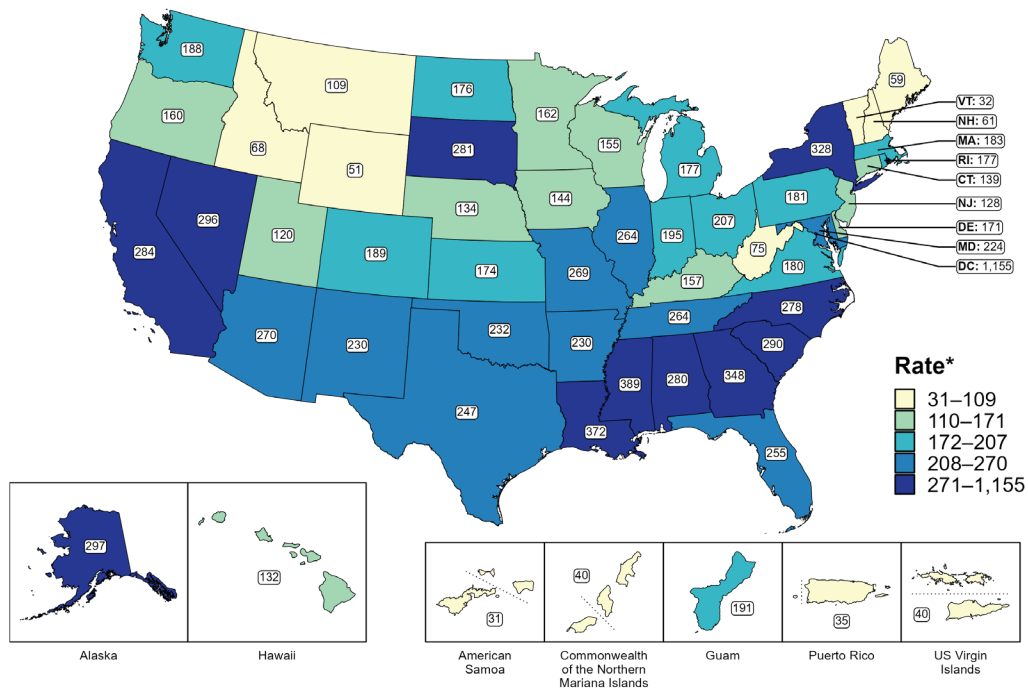 188
109
176
162
59
160
68
281
155
VT: 32
NH: 61
51
177
328
MA: 183
RI: 177
CT: 139
134
144
181
NJ: 128
296
120
207
DE: 171
284
189
264
195
75
MD: 224
174
269
157
180
DC: 1,155
278
264
270
230
232
230
290
389
280
348
247
372
255
Rate*
31–109
110–171
172–207
208–270
271–1,155
297
132
31
40
191
35
40
Alaska
Hawaii
American
Samoa
Commonwealth
of the Northern
Mariana Islands
Guam
Puerto Rico
US Virgin
Islands